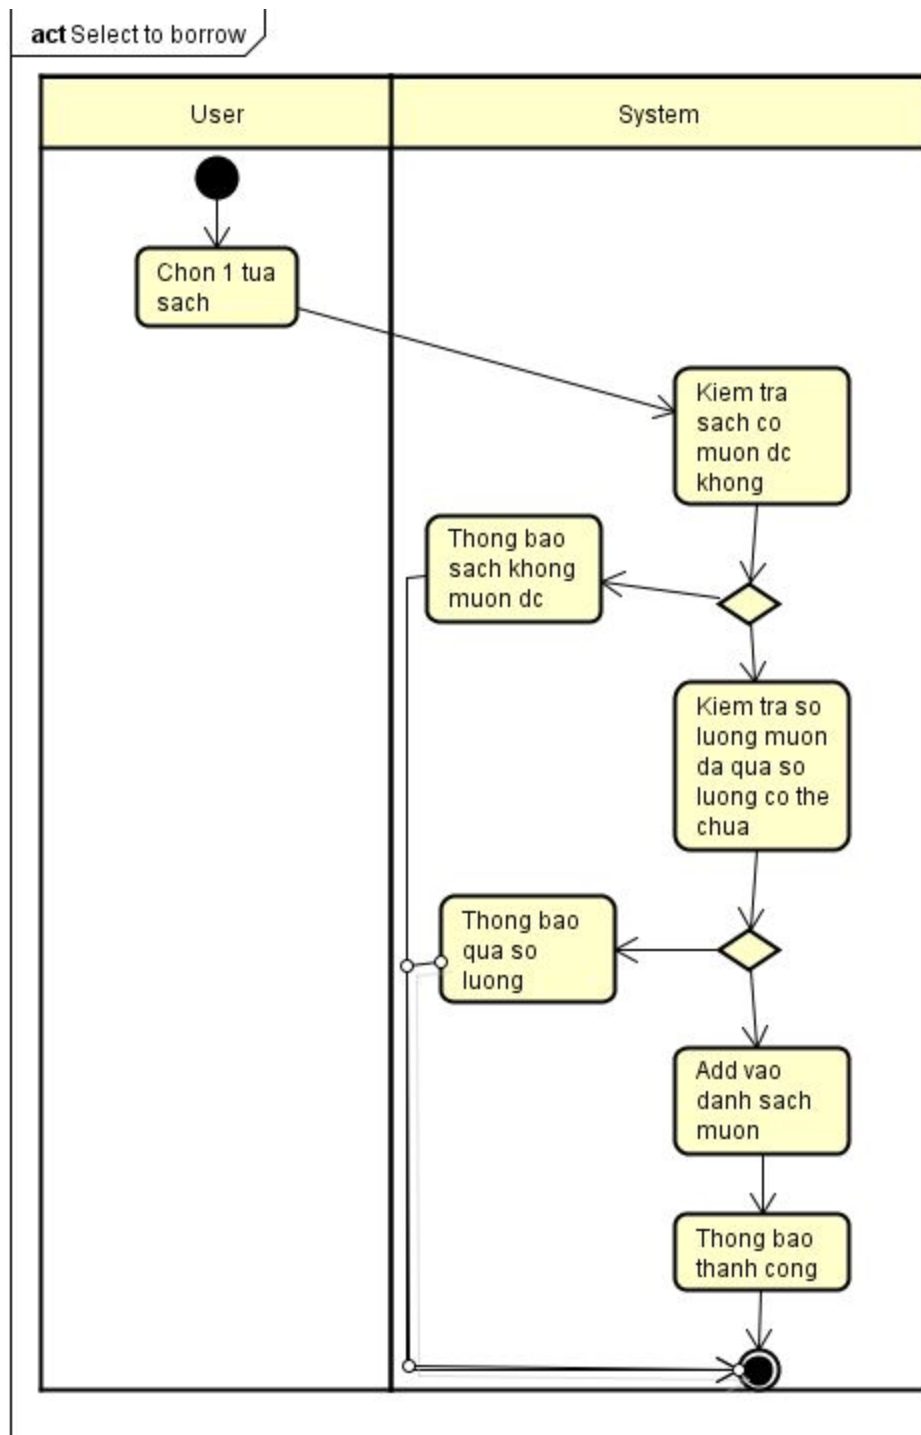 act Select to borrow
User
System
Chon 1 tua
sach
Kiem tra
sach co
muon dc
khong
Thong bao
sach khong
muon dc
Kiem tra so
luong muon
da qua so
luong co the
chua
Thong bao
qua so
luong
Add vao
danh sach
muon
Thong bao
thanh cong